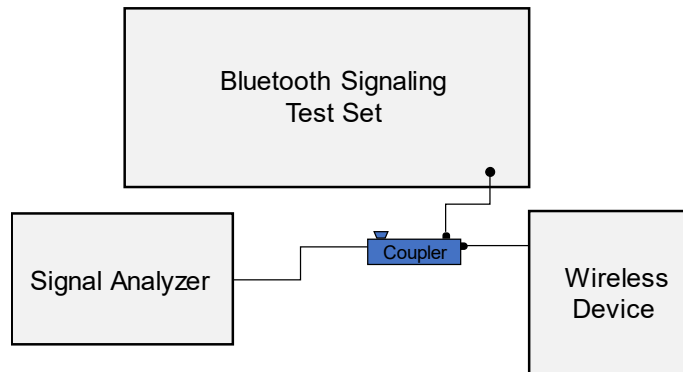 Bluetooth Signaling
Test Set
Signal Analyzer
Coupler
Wireless
Device